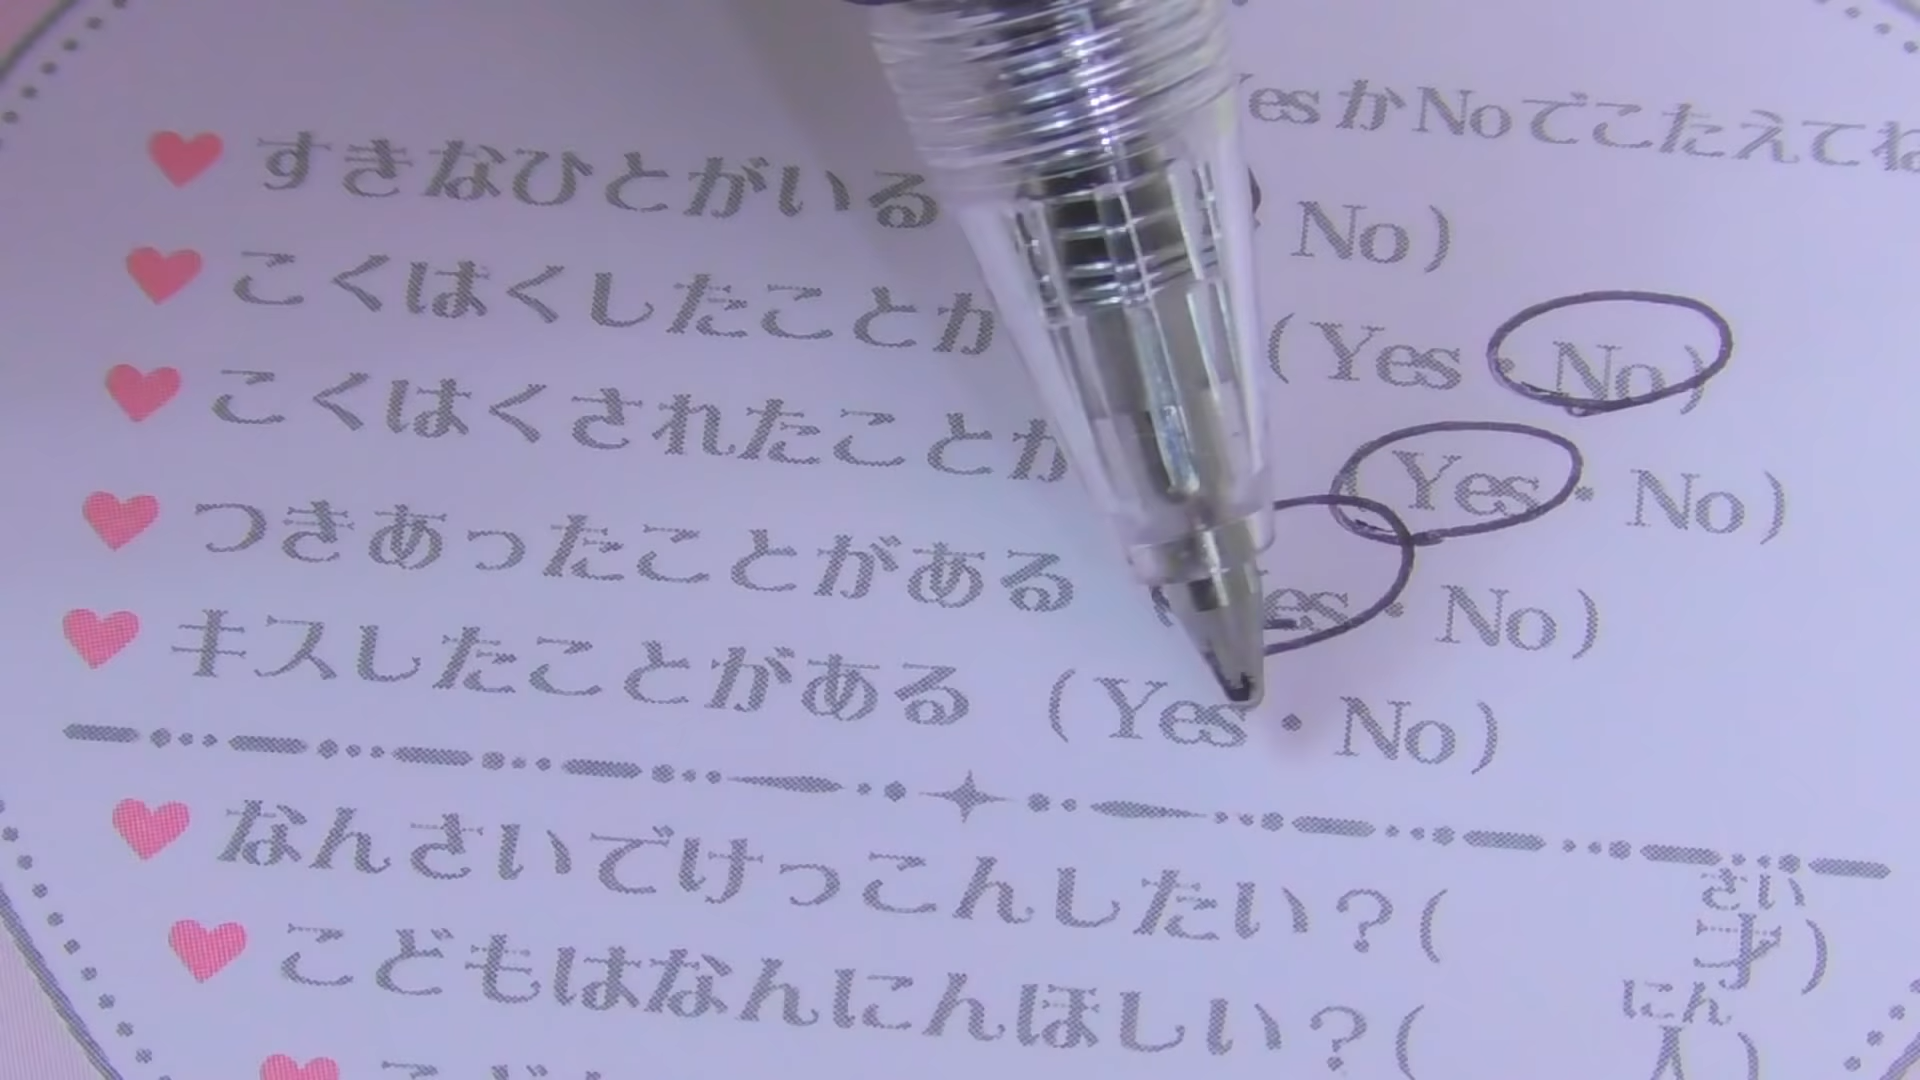 YesかNoでこたえてね
すきなひとがいる No)
こくはくしたことが (Yes・No)
こくはくされたことが (Yes・No)
つきあったことがある (Yes・No)
キスしたことがある (Yes・No)
なんさいでけっこんしたい?( 才)
さい
こどもはなんにんほしい?( 人)
にん